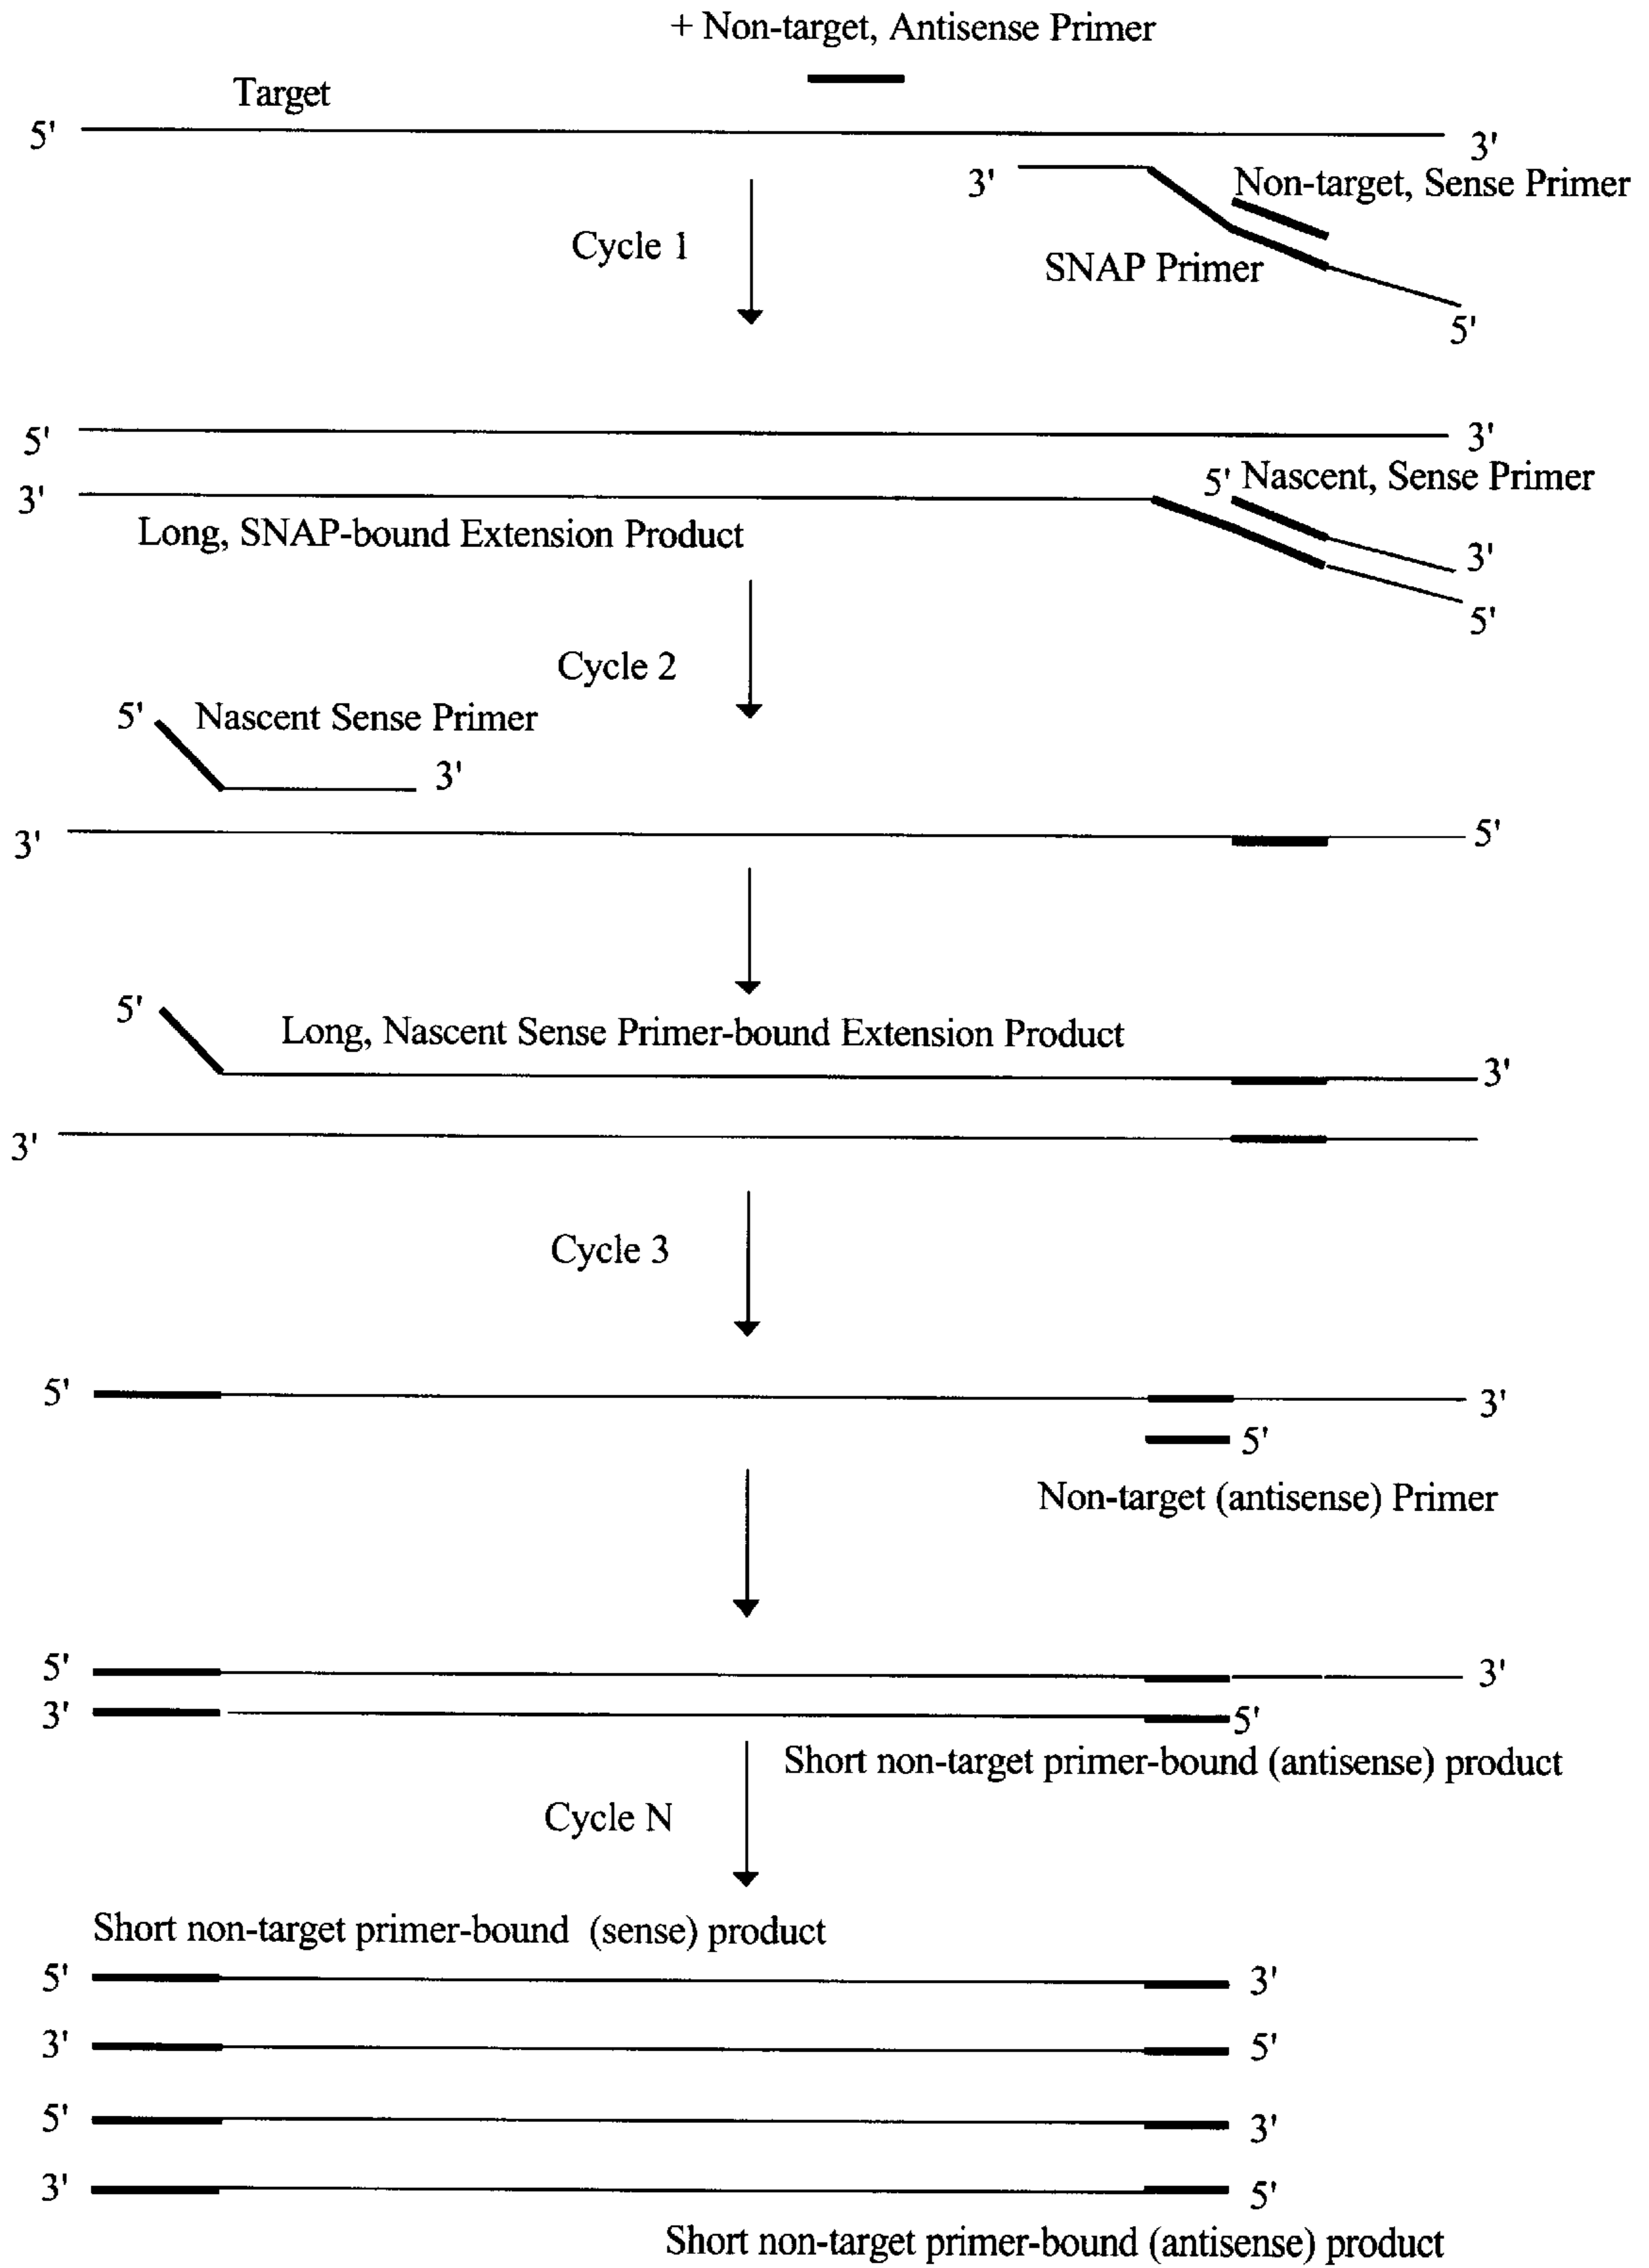 + Non-target, Antisense Primer
Target
5'
3'
3'
Non-target, Sense Primer
Cycle 1
SNAP Primer
5'
5'
3'
3'
5' Nascent, Sense Primer
Long, SNAP-bound Extension Product
3'
5'
Cycle 2
5' Nascent Sense Primer
3'
3'
5'
5'
Long, Nascent Sense Primer-bound Extension Product
3'
3'
Cycle 3
5'
3'
5'
Non-target (antisense) Primer
5'
3'
3'
5'
Short non-target primer-bound (antisense) product
Cycle N
Short non-target primer-bound (sense) product
5'
3'
3'
5'
5'
3'
3'
5'
Short non-target primer-bound (antisense) product